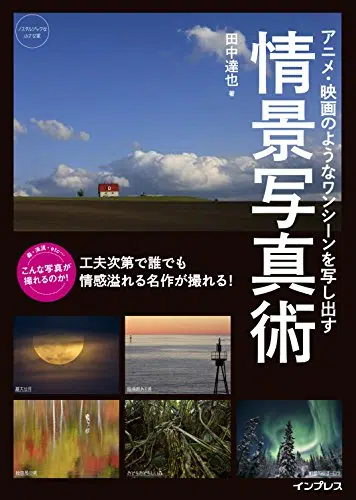 アニメ・映画のようなワンシーンを写し出す
情景写真術
田中達也 著
こんな写真が
撮れるのか!
工夫次第で誰でも
情感溢れる名作が撮れる!
インプレス